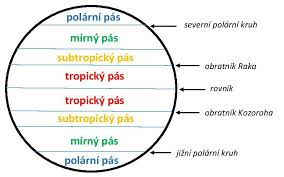 polární pás
severní polární kruh
mírný pás
subtropický pás
obratník Raka
tropický pás
rovník
tropický pás
obratník Kozoroha
subtropický pás
mírný pás
jižní polární kruh
polární pás